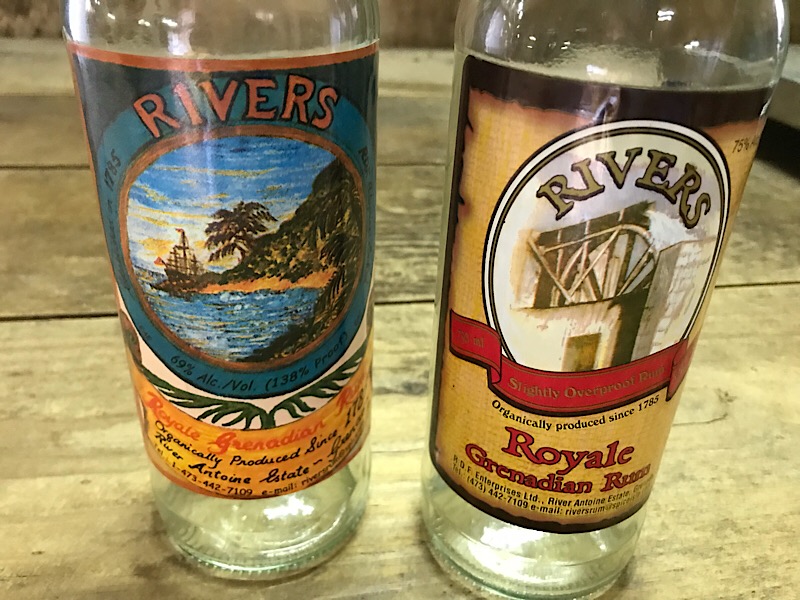 RIVERS
1785
69% Alc./Vol. (138% Proof)
Royale Grenadian
Organically Produced Since
River Antoine Estate -
Tel: 1-473-442-7109 e-mail:
75%
RIVERS
Slightly Overproof Rum
Organically produced since 1785
Royale
Grenadian Rum
R.D.F. Enterprises Ltd., River Antoine Estate,
Tel: (473) 442-7109 e-mail: